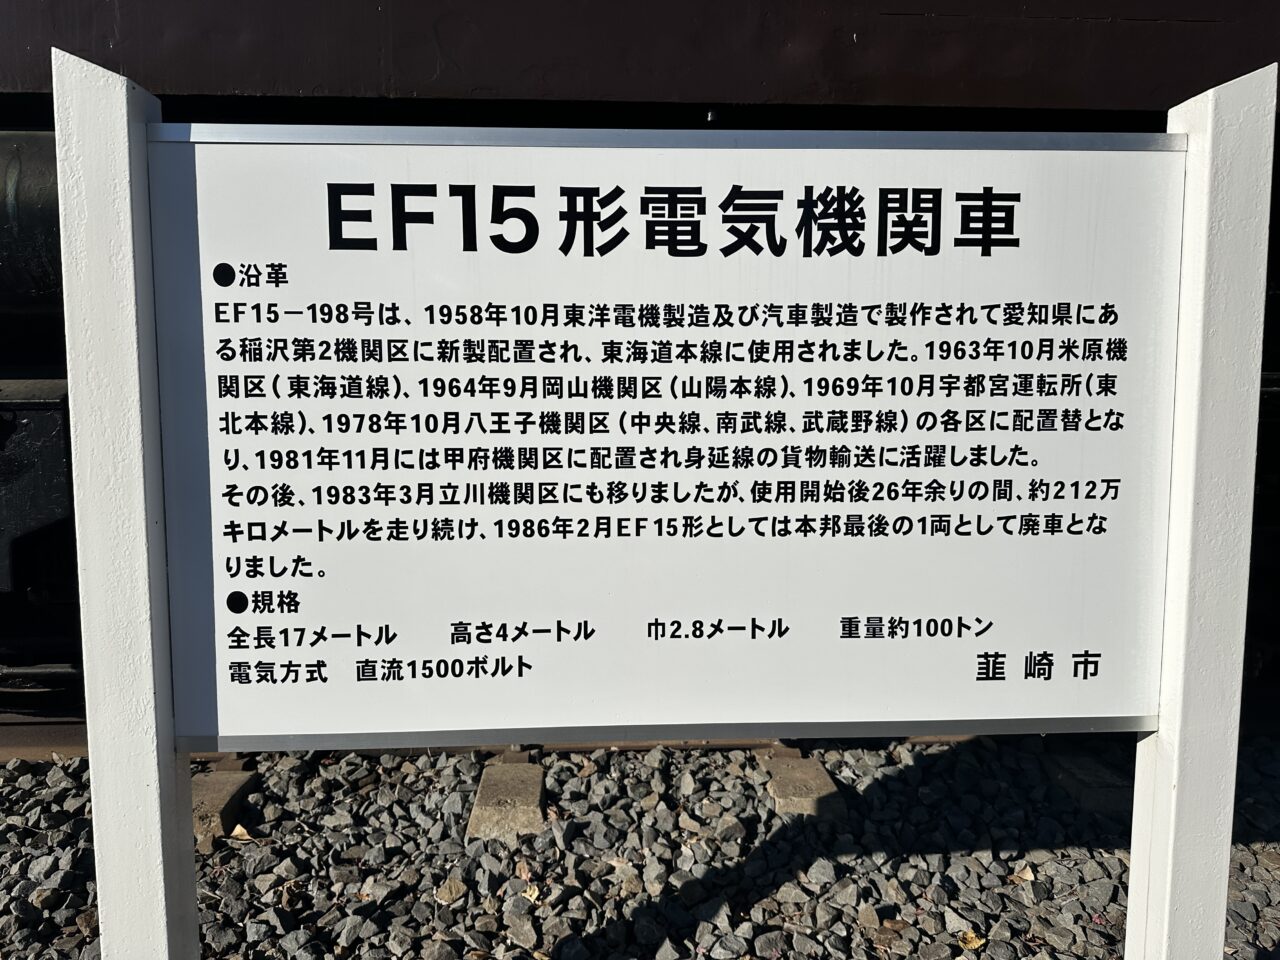 EF15形電気機関車
●沿革
EF15－198号は、1958年10月東洋電機製造及び汽車製造で製作されて愛知県にあ
る稲沢第2機関区に新製配置され、東海道本線に使用されました。1963年10月米原機
関区(東海道線)、1964年9月岡山機関区(山陽本線)、1969年10月宇都宮運転所(東
北本線)、1978年10月八王子機関区(中央線、南武線、武蔵野線)の各区に配置替とな
り、1981年11月には甲府機関区に配置され身延線の貨物輸送に活躍しました。
その後、1983年3月立川機関区にも移りましたが、使用開始後26年余りの間、約212万
キロメートルを走り続け、1986年2月EF15形としては本邦最後の1両として廃車とな
りました。
●規格
全長17メートル　高さ4メートル　巾2.8メートル　重量約100トン
電気方式　直流1500ボルト
韮崎市